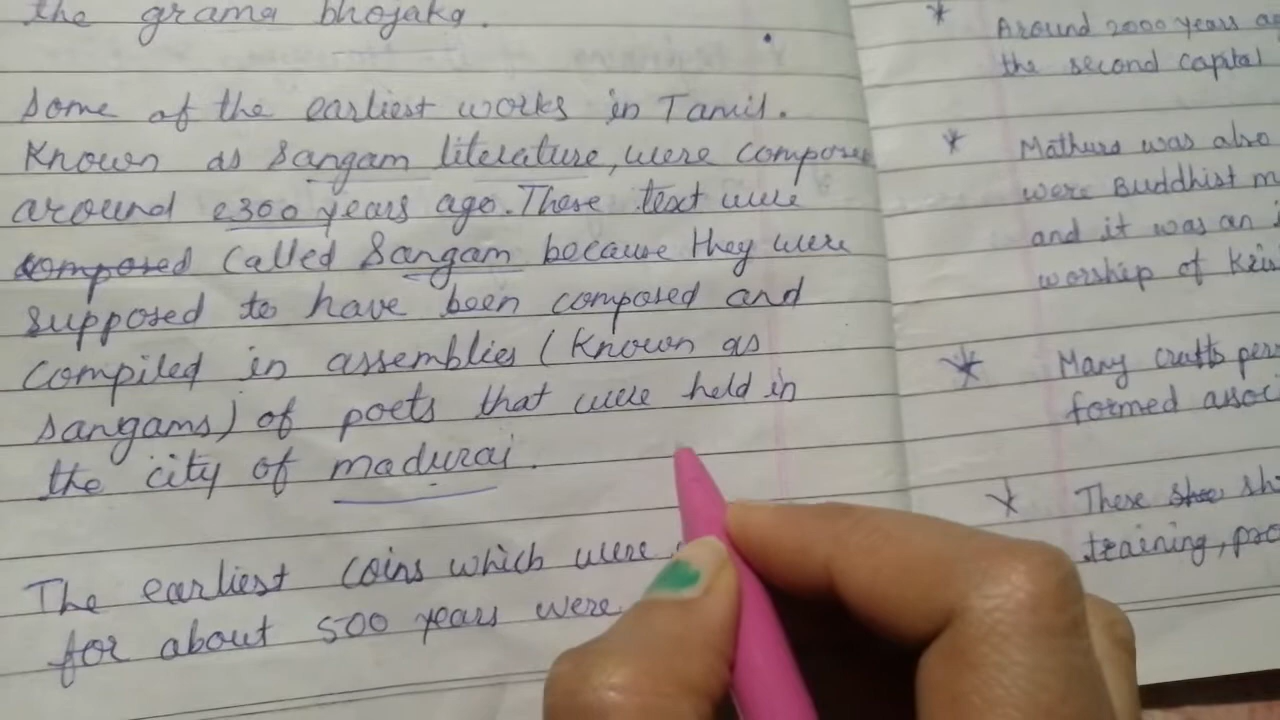 the grama bhojaka.
Some of the earliest works in Tamil.
Known as Sangam literature, were compose
around 2300 years ago. These text were
composed called Sangam because they were
supposed to have been composed and
compiled in assemblies (Known as
sangams) of poets that were held in
the city of madurai.
The earliest coins which were
for about 500 years were
* Around 2000 years a
the second capital
* Mathura was also
were Buddhist m
and it was an i
worship of Kris
* Many crafts per
formed assoc
* These she sh
training, pro